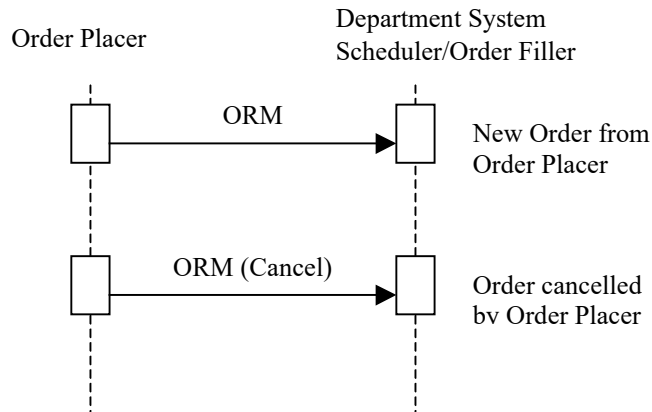 Order Placer
Department System
Scheduler/Order Filler
ORM
New Order from
Order Placer
ORM (Cancel)
Order cancelled
by Order Placer